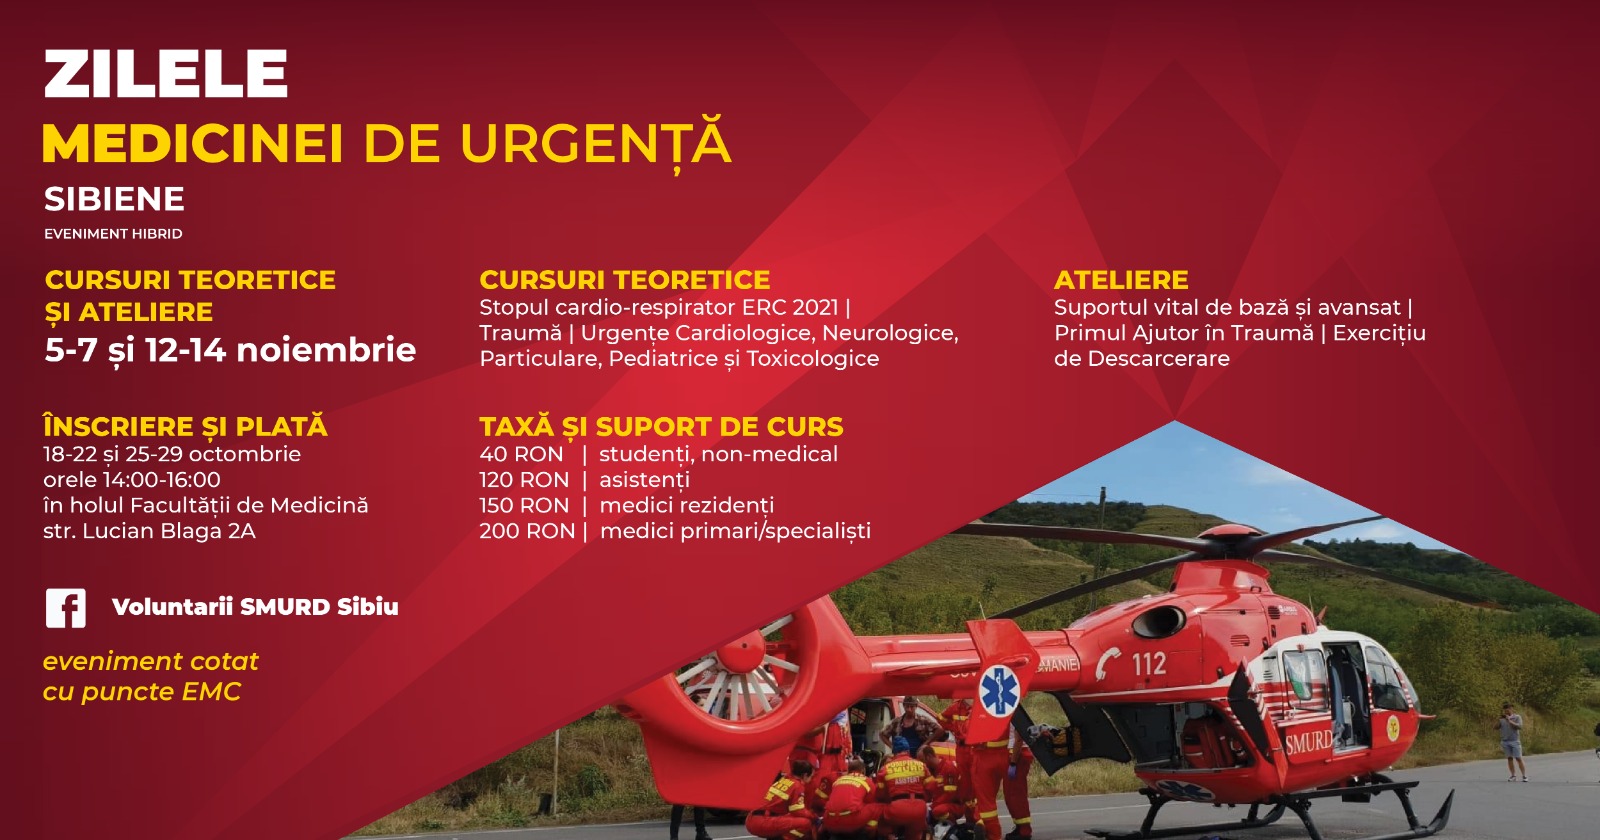 ZILELE
MEDICINEI DE URGENȚĂ
SIBIENE
EVENIMENT HIBRID
CURSURI TEORETICE
ȘI ATELIERE
5-7 și 12-14 noiembrie
CURSURI TEORETICE
Stopul cardio-respirator ERC 2021 |
Traumă | Urgențe Cardiologice, Neurologice,
Particulare, Pediatrice și Toxicologice
ATELIERE
Suportul vital de bază și avansat |
Primul Ajutor în Traumă | Exercițiu
de Descarcerare
ÎNSCRIERE ȘI PLATĂ
18-22 și 25-29 octombrie
orele 14:00-16:00
în holul Facultății de Medicină
str. Lucian Blaga 2A
TAXĂ ȘI SUPORT DE CURS
40 RON | studenți, non-medical
120 RON | asistenți
150 RON | medici rezidenți
200 RON | medici primari/specialiști
Voluntarii SMURD Sibiu
eveniment cotat
cu puncte EMC
112
SMURD